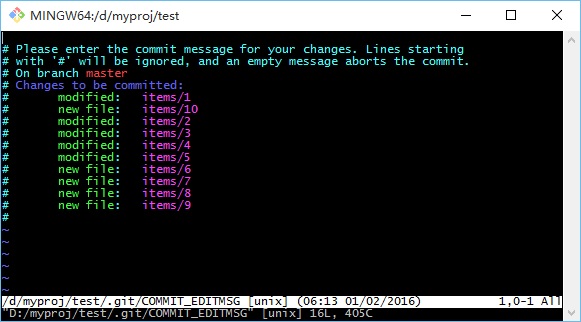 MINGW64:/d/myproj/test
# Please enter the commit message for your changes. Lines starting
# with '#' will be ignored, and an empty message aborts the commit.
# On branch master
# Changes to be committed:
#       modified:   items/1
#       new file:   items/10
#       modified:   items/2
#       modified:   items/3
#       modified:   items/4
#       modified:   items/5
#       new file:   items/6
#       new file:   items/7
#       new file:   items/8
#       new file:   items/9
#
~
~
~
~
~
~
/d/myproj/test/.git/COMMIT_EDITMSG [unix] (06:13 01/02/2016) 1,0-1 All
"D:/myproj/test/.git/COMMIT_EDITMSG" [unix] 16L, 405C